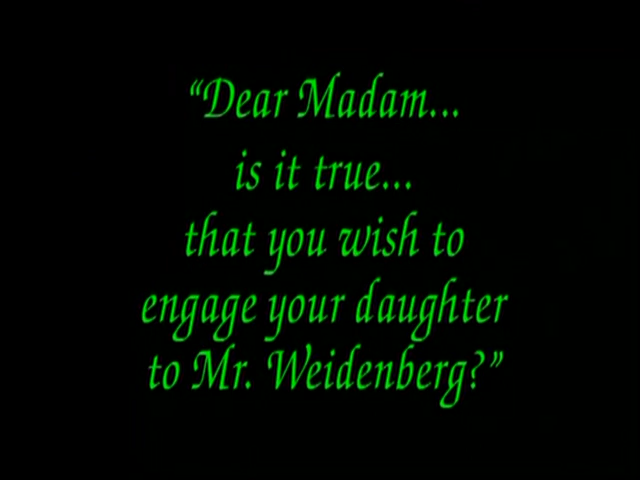 “Dear Madam...
is it true...
that you wish to
engage your daughter
to Mr. Weidenberg?”